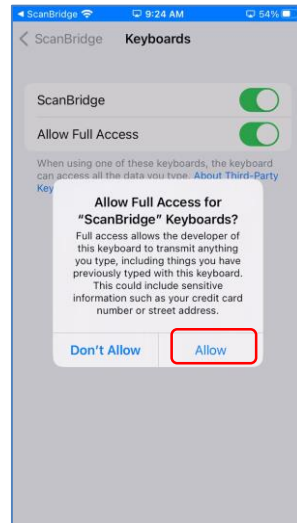 ScanBridge 9:24 AM 54%
ScanBridge Keyboards
ScanBridge
Allow Full Access
When using one of these keyboards, the keyboard
can access all the data you type. About Third-Party
Key
Allow Full Access for
“ScanBridge” Keyboards?
Full access allows the developer of
this keyboard to transmit anything
you type, including things you have
previously typed with this keyboard.
This could include sensitive
information such as your credit card
number or street address.
Don’t Allow Allow